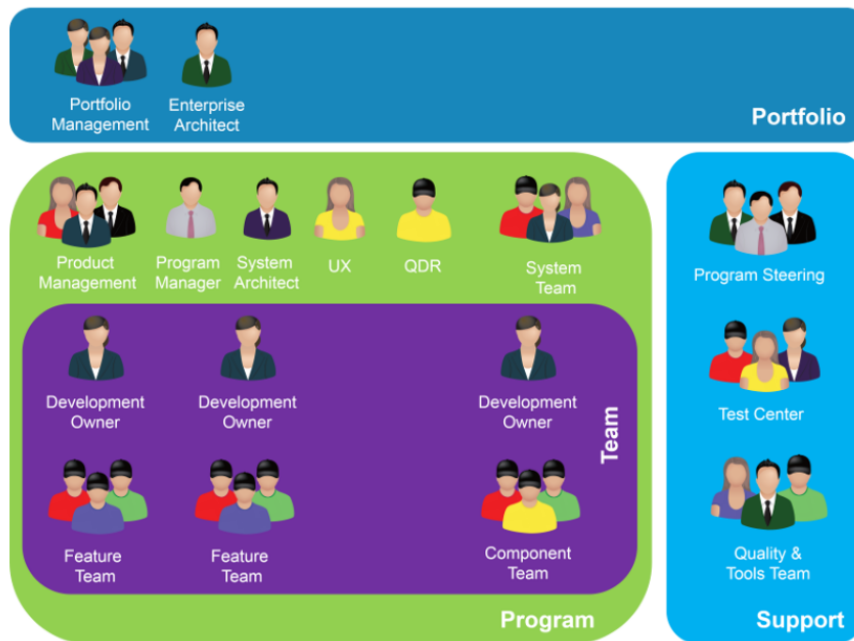 Portfolio
Management
Enterprise
Architect
Portfolio
Product
Management
Program
Manager
System
Architect
UX
QDR
System
Team
Development
Owner
Development
Owner
Development
Owner
Team
Feature
Team
Feature
Team
Component
Team
Program
Program Steering
Test Center
Quality &
Tools Team
Support